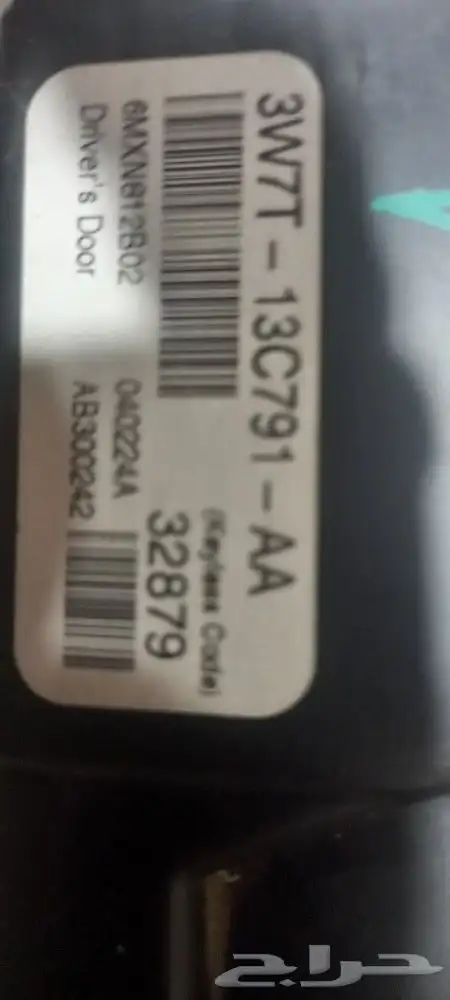 3W7T-13C791-AA
(Keyless Code)
32879
6MXN812B02
040224A
Driver's Door
AB300242
حراج